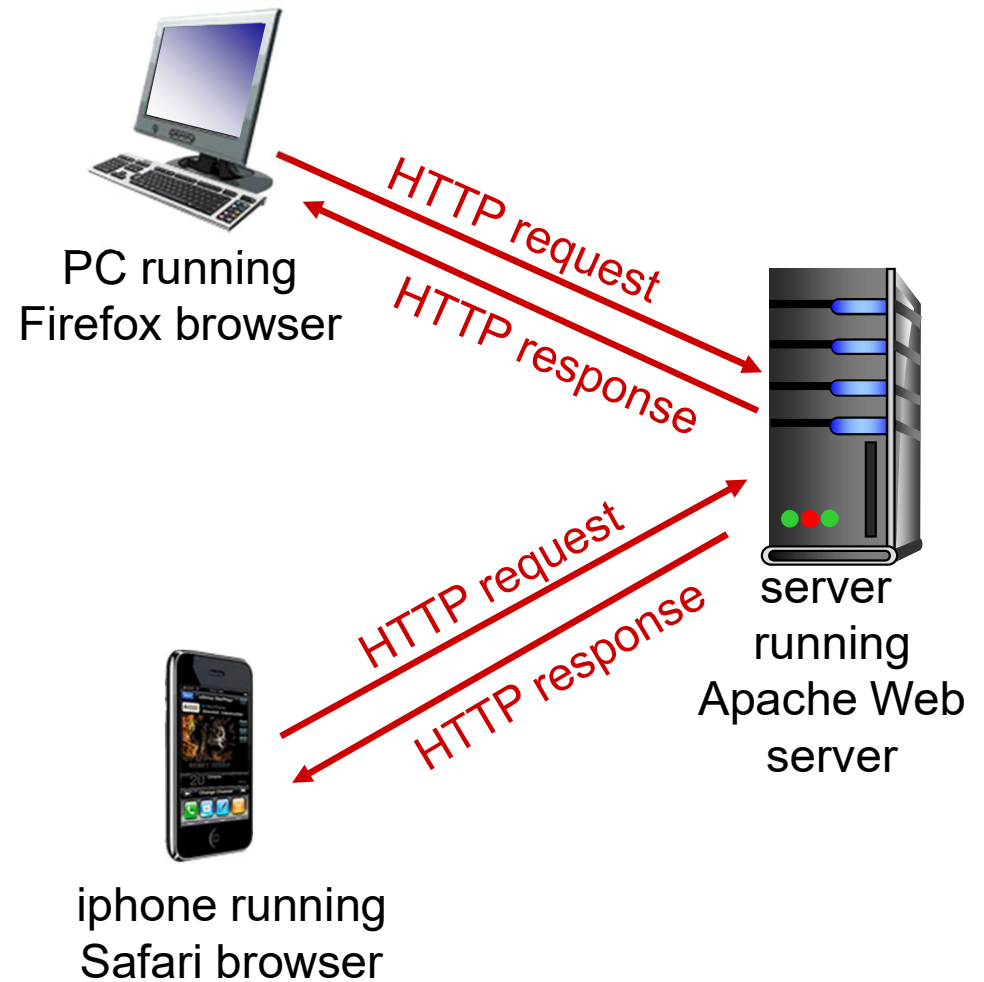 HTTP request
HTTP response
PC running
Firefox browser
HTTP request
HTTP response
server
running
Apache Web
server
iphone running
Safari browser